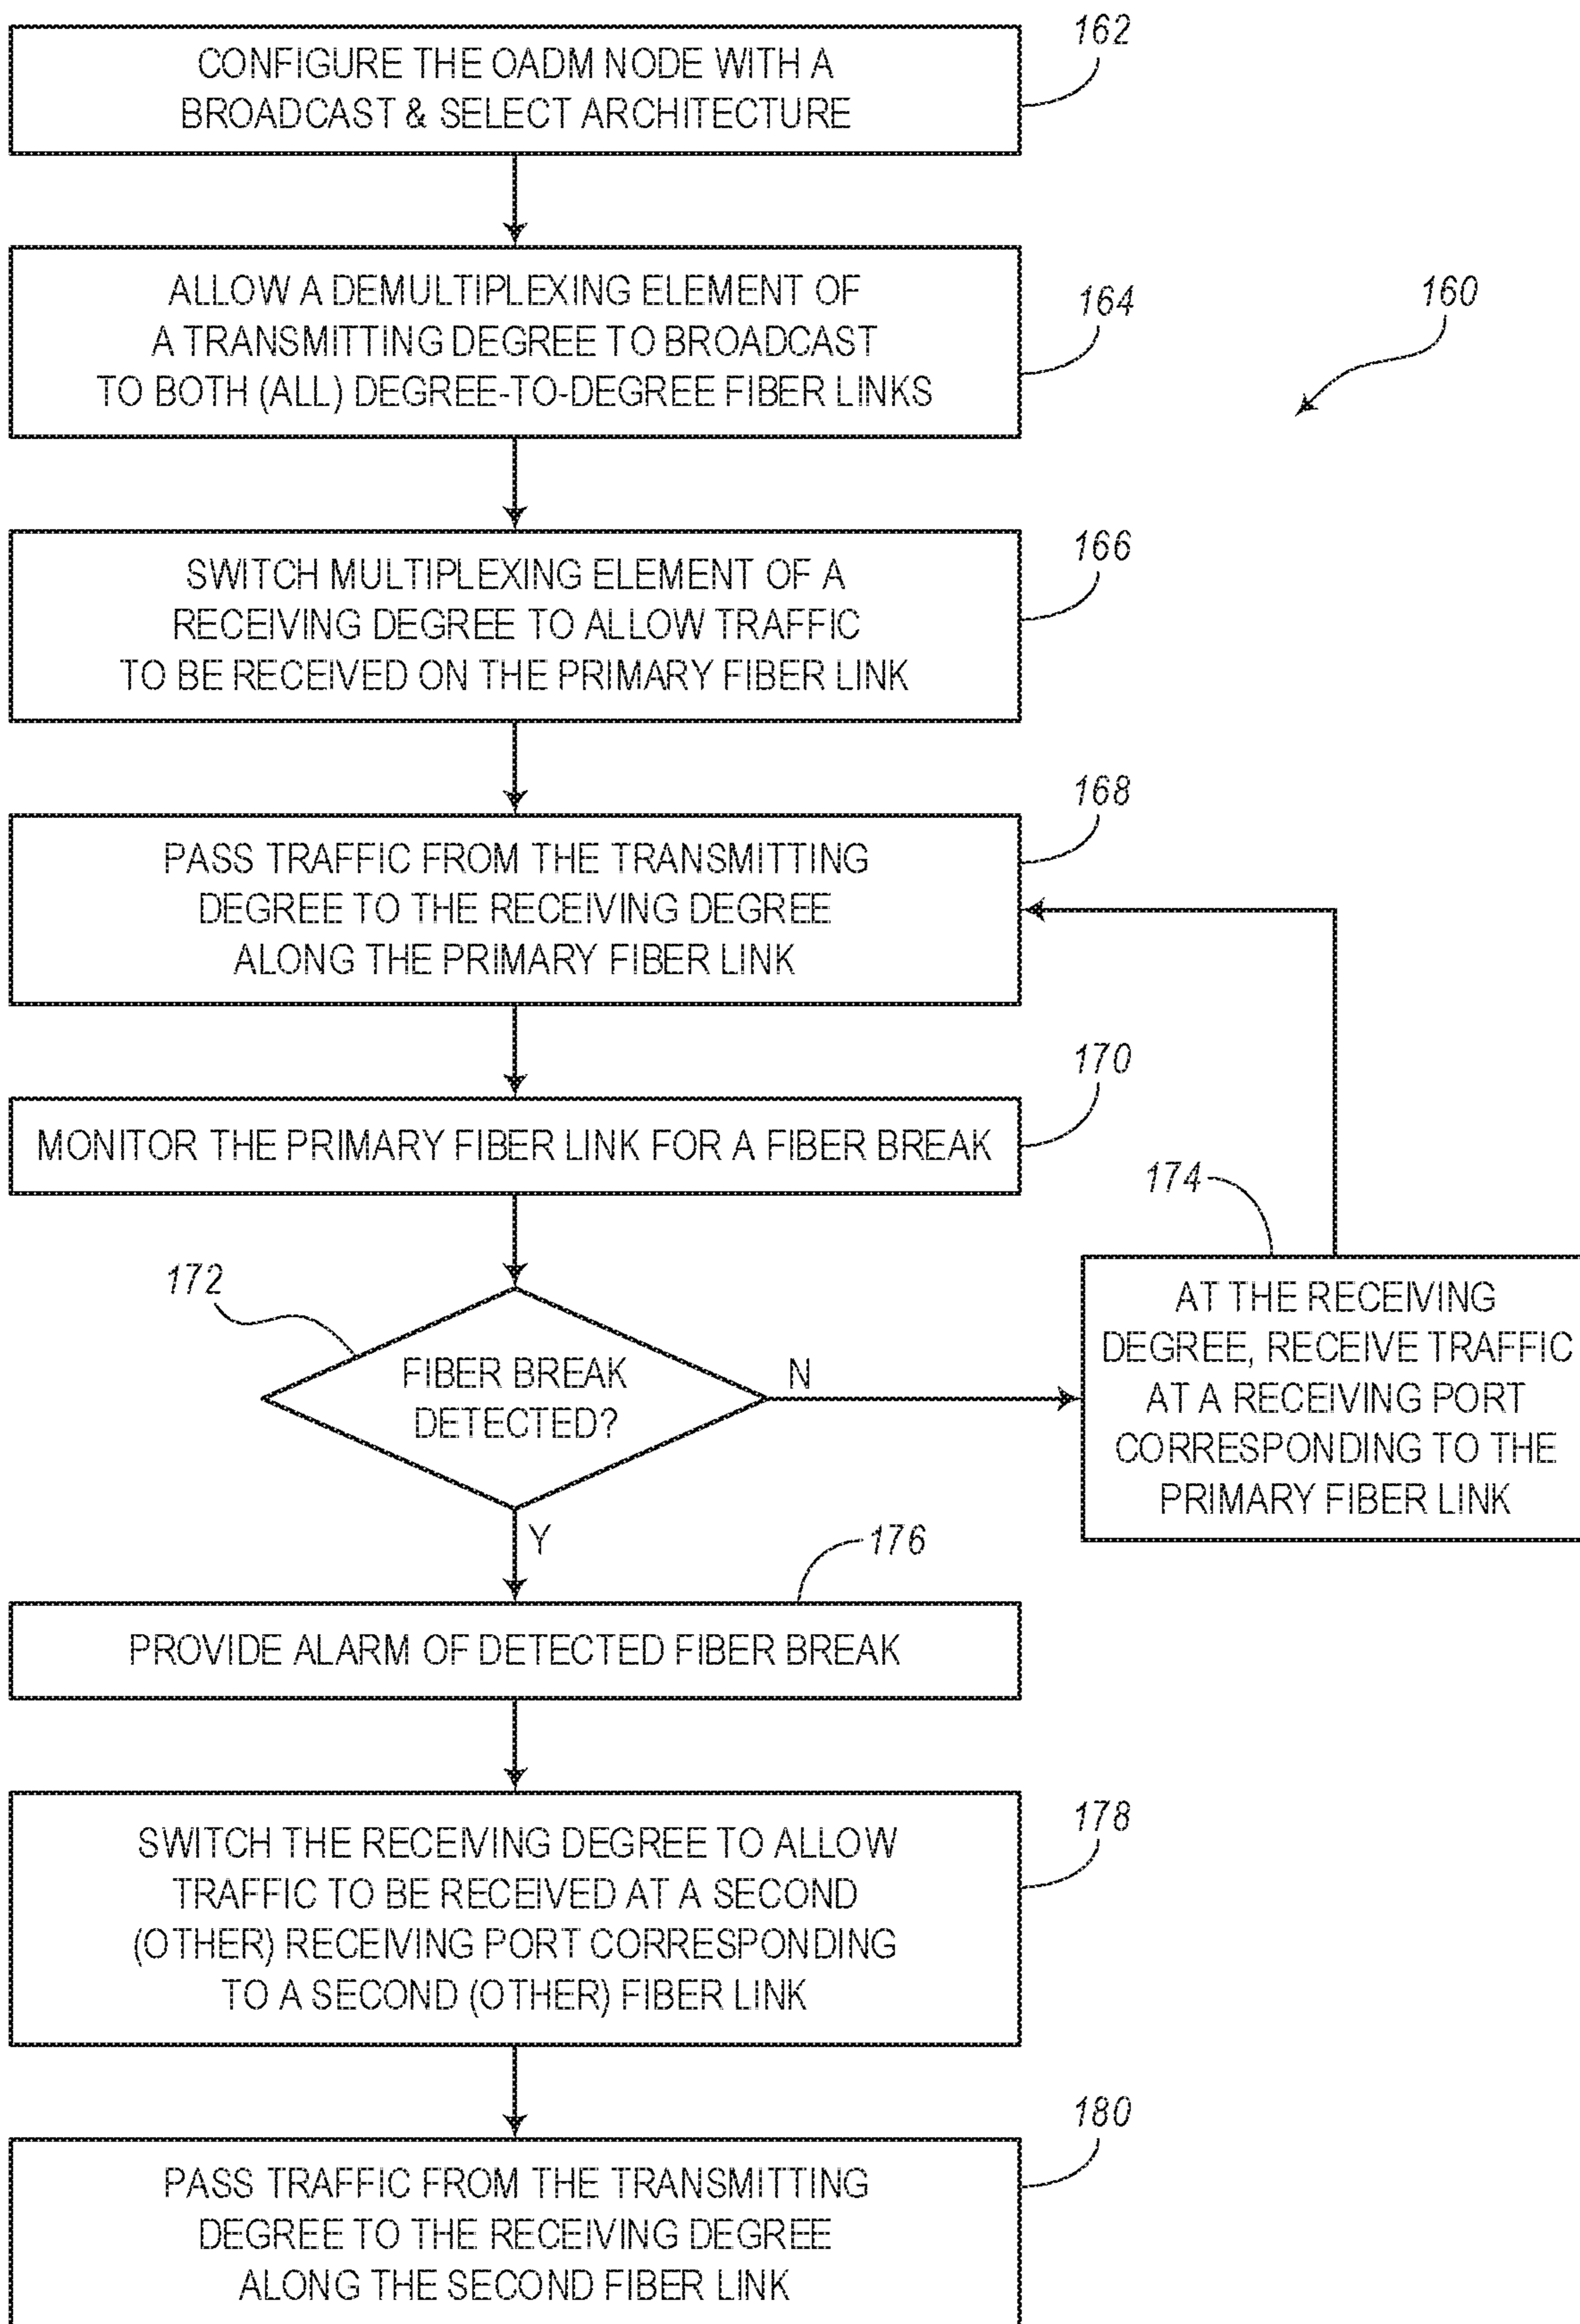 162
CONFIGURE THE OADM NODE WITH A
BROADCAST & SELECT ARCHITECTURE
164
160
ALLOW A DEMULTIPLEXING ELEMENT OF
A TRANSMITTING DEGREE TO BROADCAST
TO BOTH (ALL) DEGREE-TO-DEGREE FIBER LINKS
166
SWITCH MULTIPLEXING ELEMENT OF A
RECEIVING DEGREE TO ALLOW TRAFFIC
TO BE RECEIVED ON THE PRIMARY FIBER LINK
168
PASS TRAFFIC FROM THE TRANSMITTING
DEGREE TO THE RECEIVING DEGREE
ALONG THE PRIMARY FIBER LINK
170
MONITOR THE PRIMARY FIBER LINK FOR A FIBER BREAK
172
FIBER BREAK
DETECTED?
N
174
AT THE RECEIVING
DEGREE, RECEIVE TRAFFIC
AT A RECEIVING PORT
CORRESPONDING TO THE
PRIMARY FIBER LINK
Y
176
PROVIDE ALARM OF DETECTED FIBER BREAK
178
SWITCH THE RECEIVING DEGREE TO ALLOW
TRAFFIC TO BE RECEIVED AT A SECOND
(OTHER) RECEIVING PORT CORRESPONDING
TO A SECOND (OTHER) FIBER LINK
180
PASS TRAFFIC FROM THE TRANSMITTING
DEGREE TO THE RECEIVING DEGREE
ALONG THE SECOND FIBER LINK